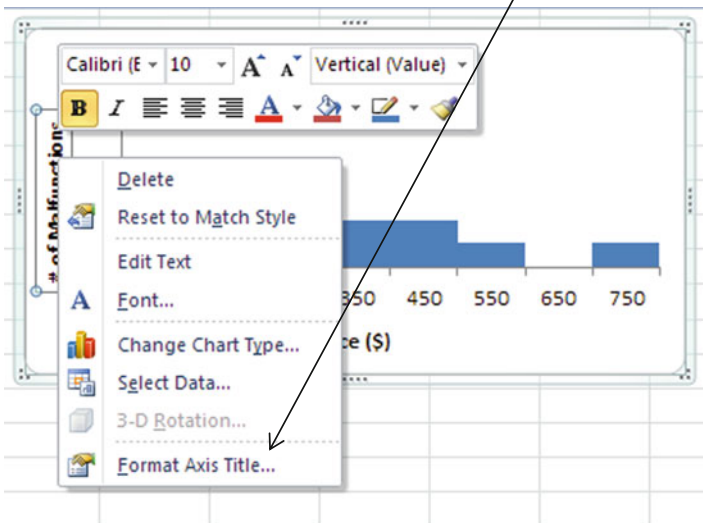 Calibri (E 10 A A Vertical (Value)
B I A
# of Malfunctions
Delete
Reset to Match Style
Edit Text
A Font...
Change Chart Type...
Select Data...
3-D Rotation...
Format Axis Title...
350 450 550 650 750
ce ($)